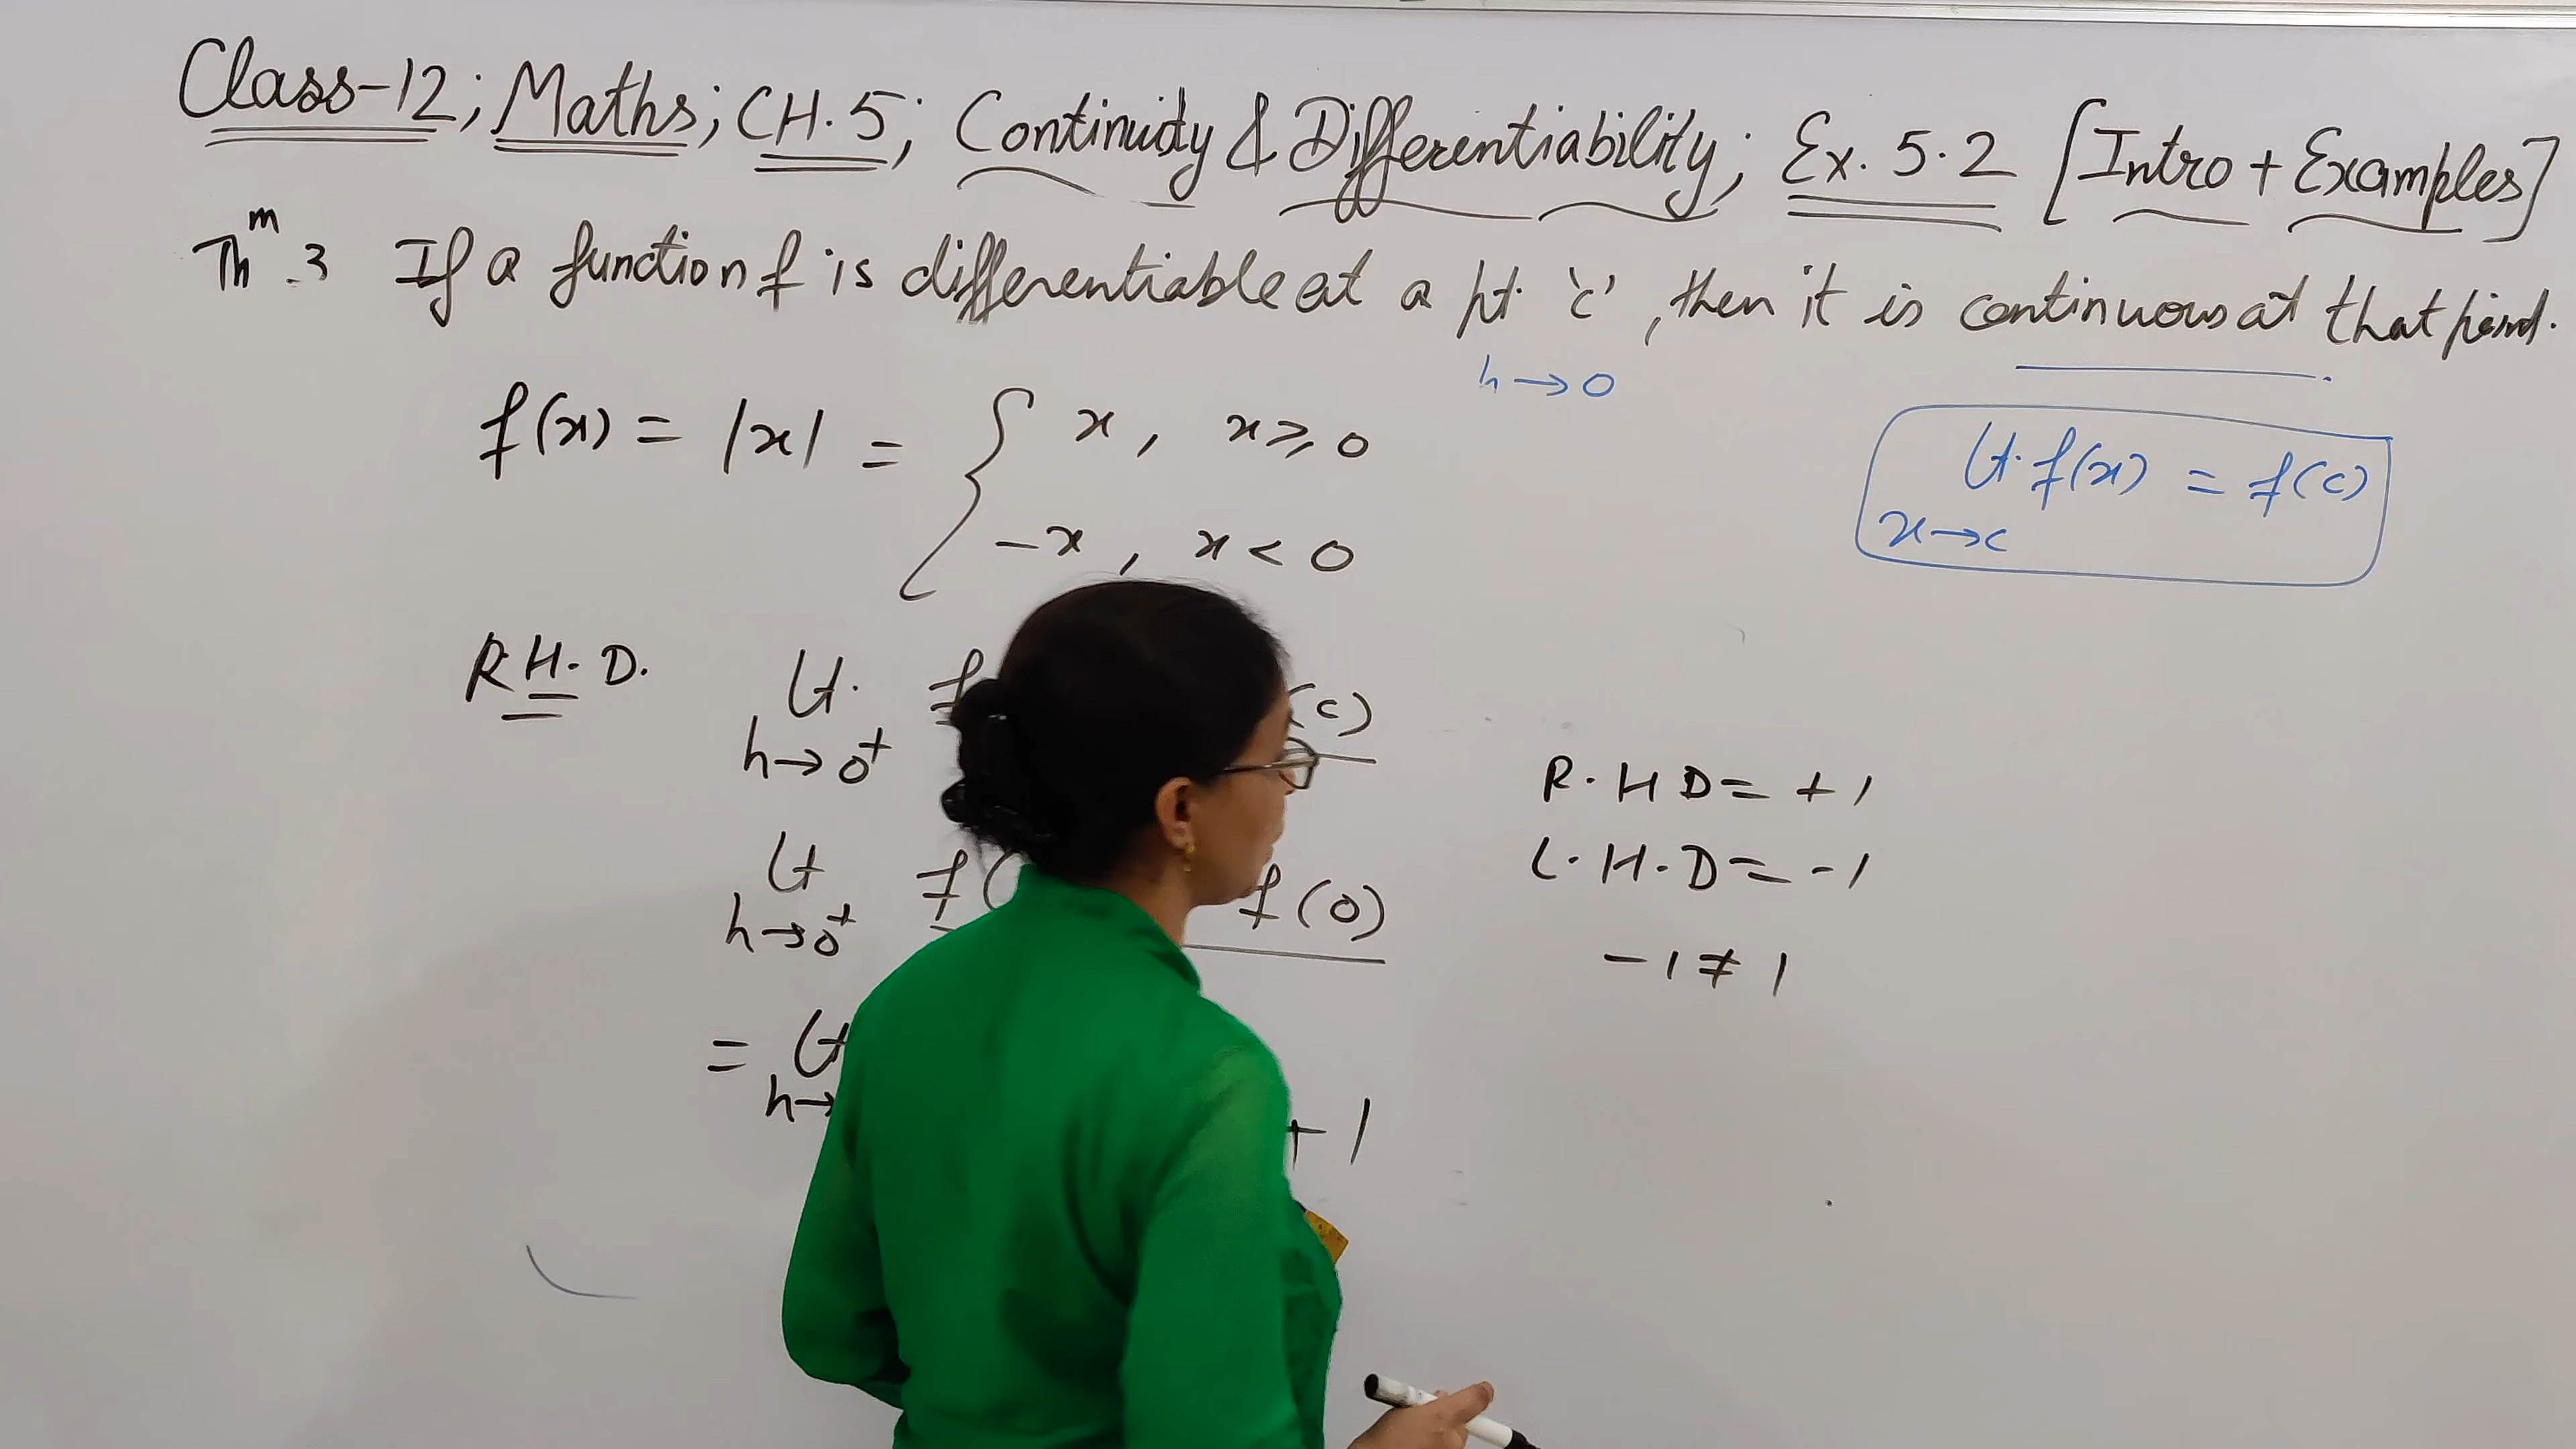 Class-12; Maths; CH.5; Continuity & Differentiability; Ex. 5.2 [Intro + Examples]
Thm-3 If a function f is differentiable at a pt. 'c', then it is continuous at that point.
h→0
f(x) = |x| = { x, x ≥ 0
-x, x < 0
Lt. f(x) = f(c)
x→c
R.H.D. Lt. f (c)
h→0⁺
Lt f( f(0)
h→0⁺
= Lt
h→
+1
R.HD = +1
L.H.D = -1
-1 ≠ 1